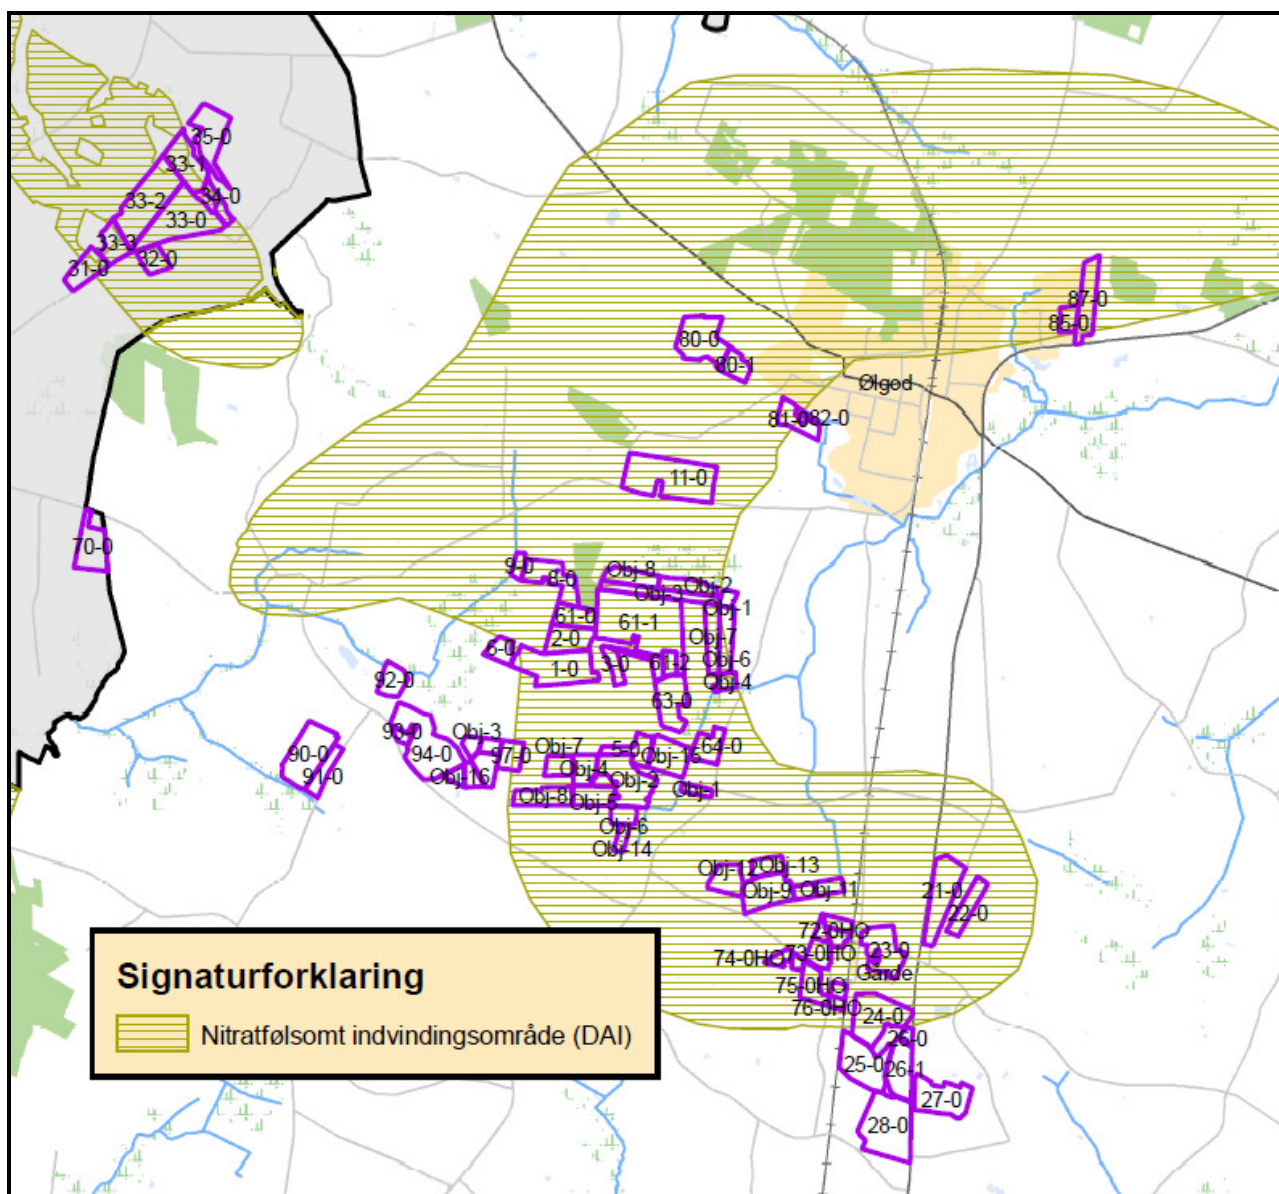 35-0
33-1
33-2
34-0
33-0
33-3
32-0
31-0
87-0
85-0
80-0
80-1
Ølgod
81-0
82-0
11-0
70-0
9-0
8-0
Obj-8
Obj-2
Obj-3
Obj-1
61-0
61-1
2-0
Obj-7
6-0
1-0
3-0
61-2
Obj-6
Obj-4
92-0
63-0
93-0
Obj-3
90-0
94-0
97-0
Obj-7
5-0
Obj-15
64-0
91-0
Obj-16
Obj-4
Obj-2
Obj-1
Obj-8
Obj-5
Obj-6
Obj-14
Obj-12
Obj-13
Obj-9
Obj-11
21-0
22-0
72-0HO
74-0HO
73-0HO
23-0
Gårde
75-0HO
76-0HO
24-0
26-0
25-0
26-1
27-0
28-0
Signaturforklaring
Nitratfølsomt indvindingsområde (DAI)